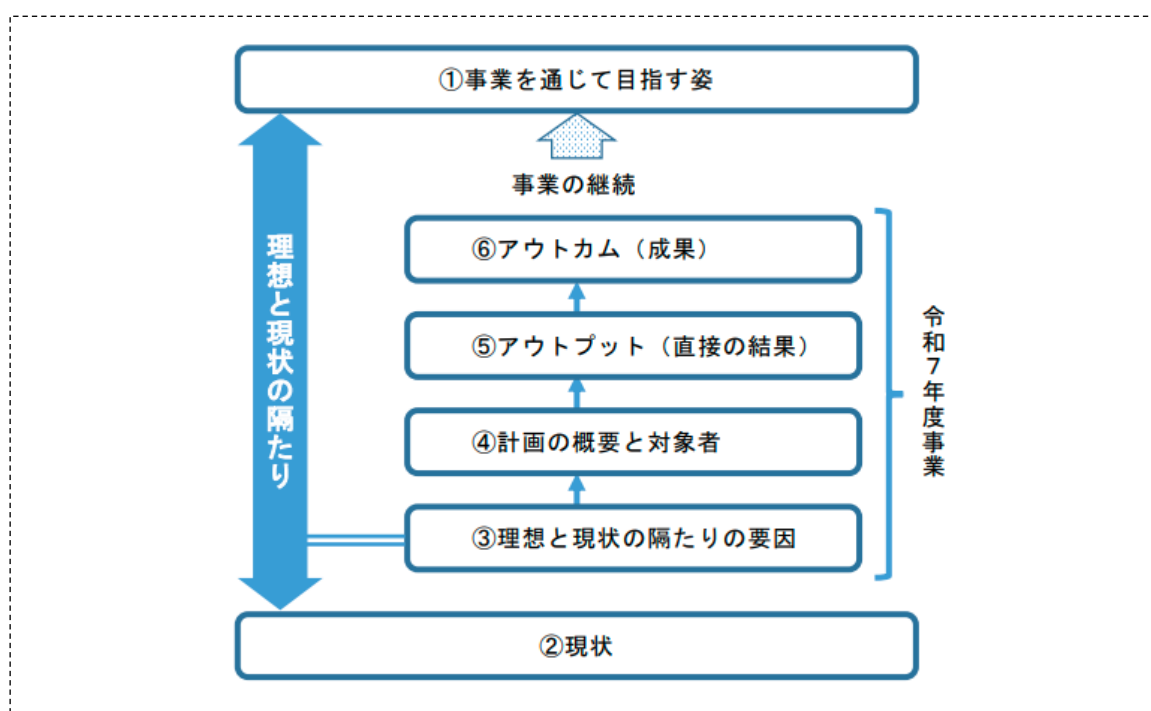 ①事業を通じて目指す姿
事業の継続
理想と現状の隔たり
⑥アウトカム（成果）
⑤アウトプット（直接の結果）
④計画の概要と対象者
③理想と現状の隔たりの要因
令和７年度事業
②現状